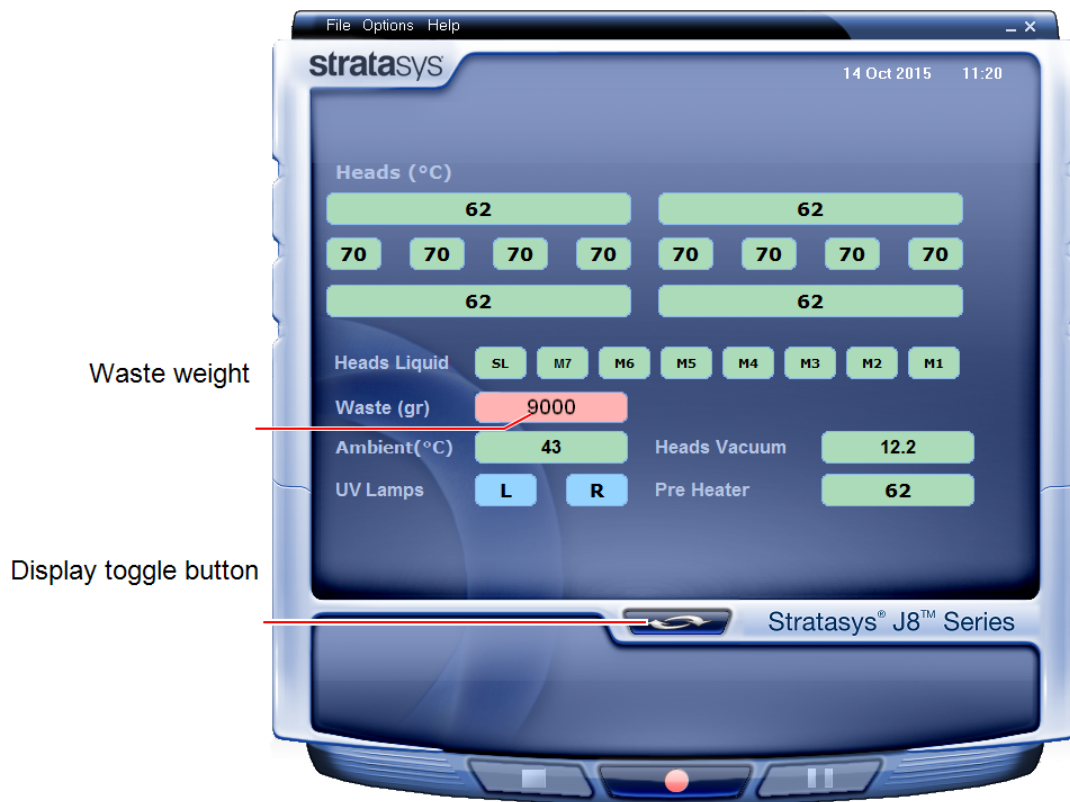 File Options Help
stratasys
14 Oct 2015 11:20
Heads (°C)
62 62
70 70 70 70 70 70 70 70
62 62
Heads Liquid SL M7 M6 M5 M4 M3 M2 M1
Waste weight
Waste (gr) 9000
Ambient(°C) 43 Heads Vacuum 12.2
UV Lamps L R Pre Heater 62
Display toggle button
Stratasys® J8™ Series